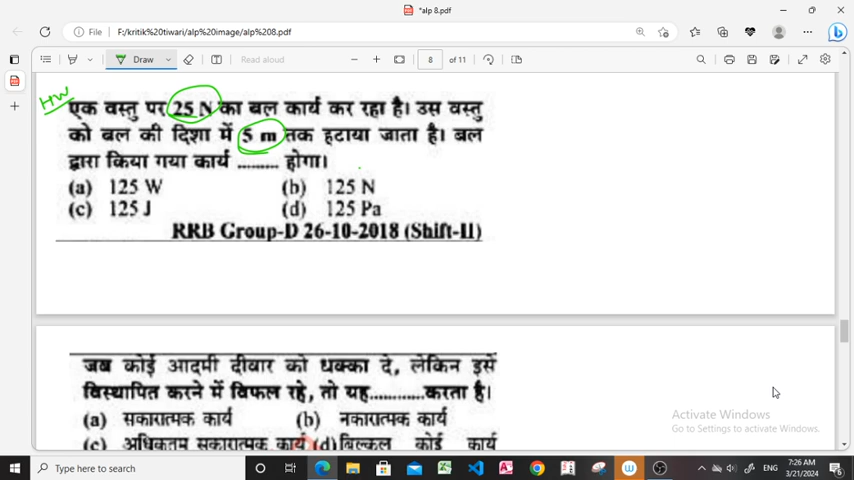 *alp 8.pdf
File
F:/kritik%20tiwari/alp%20image/alp%208.pdf
Draw
Read aloud
8
of 11
HW
एक वस्तु पर 25 N का बल कार्य कर रहा है। उस वस्तु
को बल की दिशा में 5 m तक हटाया जाता है। बल
द्वारा किया गया कार्य ......... होगा।
(a) 125 W
(b) 125 N
(c) 125 J
(d) 125 Pa
RRB Group-D 26-10-2018 (Shift-II)
जब कोई आदमी दीवार को धक्का दे, लेकिन इसे
विस्थापित करने में विफल रहे, तो यह............करता है।
(a) सकारात्मक कार्य
(b) नकारात्मक कार्य
(c) अधिकतम सकारात्मक कार्य (d) बिल्कुल कोई कार्य
Activate Windows
Go to Settings to activate Windows.
Type here to search
ENG
7:26 AM
3/21/2024